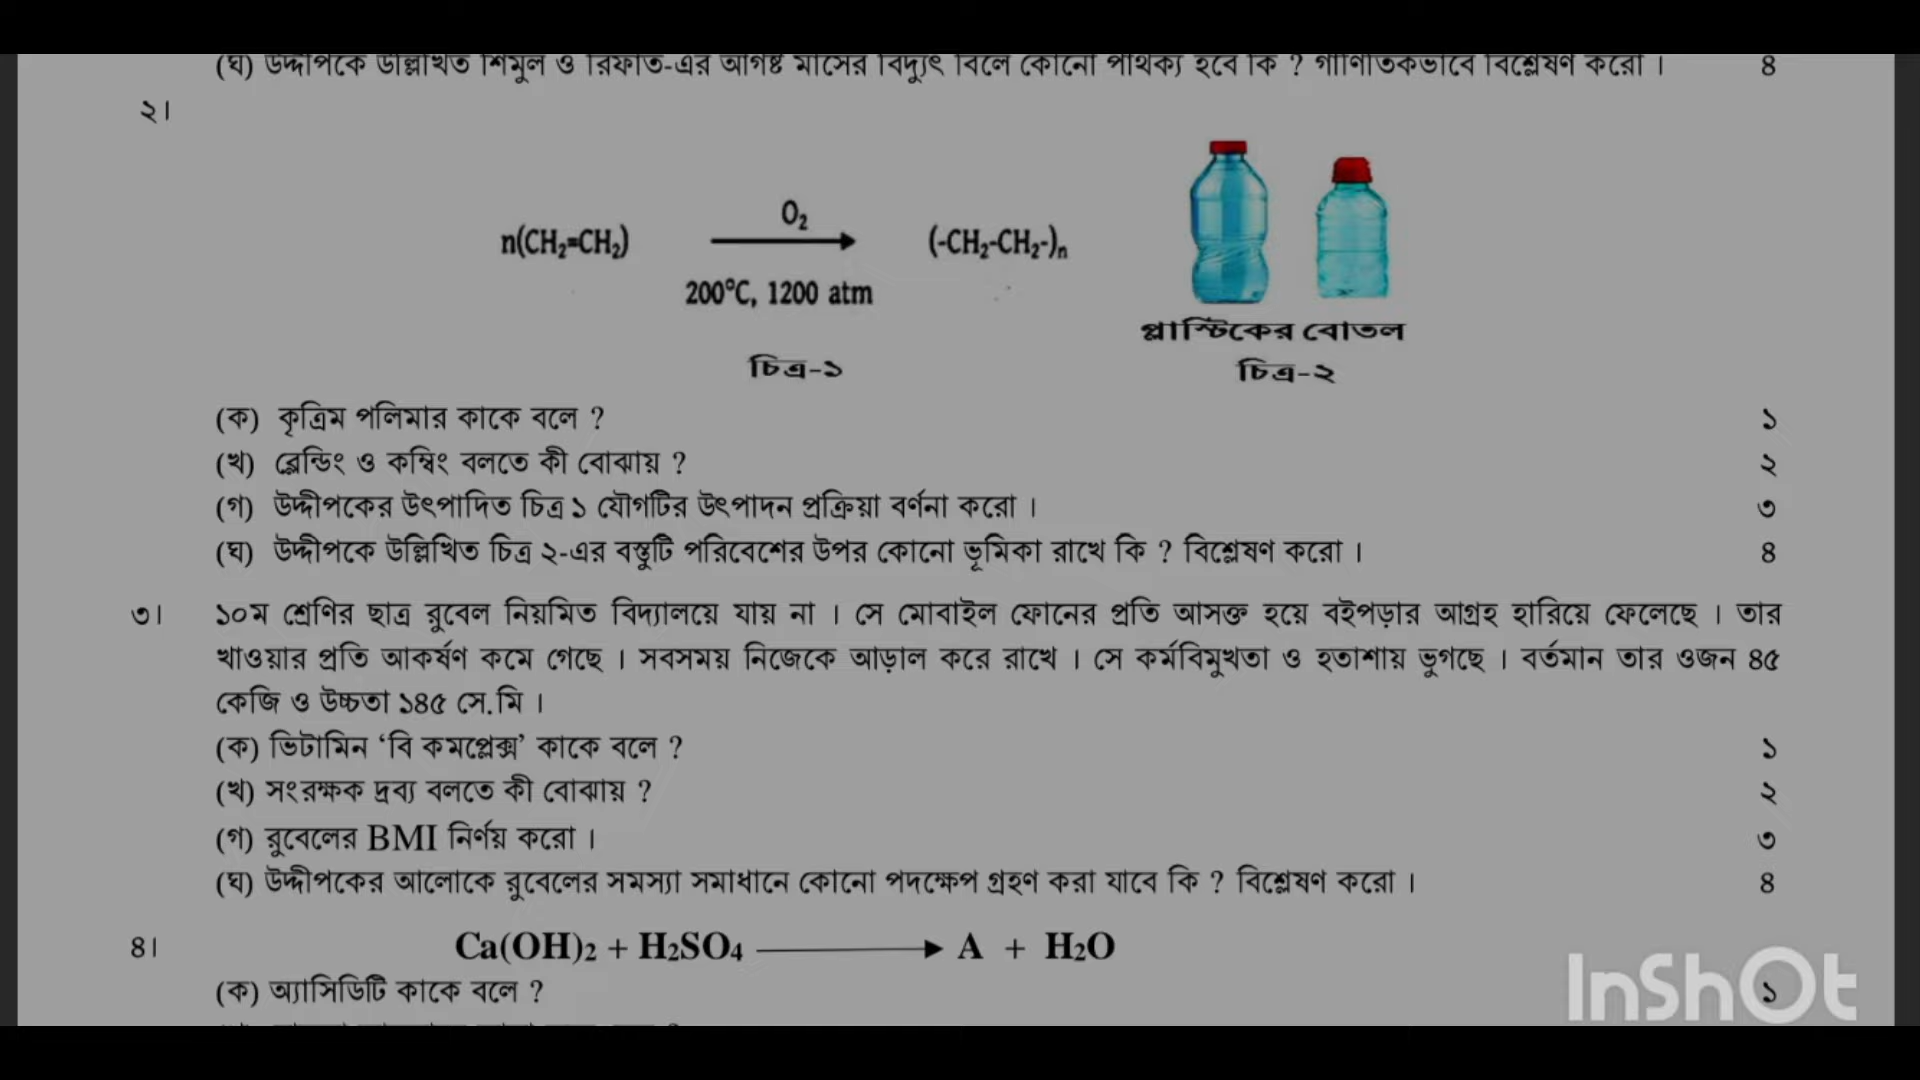 (ঘ) উদ্দীপকে উল্লিখিত শিমুল ও রিফাত-এর আগষ্ট মাসের বিদ্যুৎ বিলে কোনো পার্থক্য হবে কি ? গাণিতিকভাবে বিশ্লেষণ করো । ৪
২।
n(CH₂=CH₂) O₂ (-CH₂-CH₂-)ₙ
200°C, 1200 atm
প্লাস্টিকের বোতল
চিত্র-১ চিত্র-২
(ক) কৃত্রিম পলিমার কাকে বলে ? ১
(খ) ব্লেন্ডিং ও কম্বিং বলতে কী বোঝায় ? ২
(গ) উদ্দীপকের উৎপাদিত চিত্র ১ যৌগটির উৎপাদন প্রক্রিয়া বর্ণনা করো । ৩
(ঘ) উদ্দীপকে উল্লিখিত চিত্র ২-এর বস্তুটি পরিবেশের উপর কোনো ভূমিকা রাখে কি ? বিশ্লেষণ করো । ৪
৩। ১০ম শ্রেণির ছাত্র রুবেল নিয়মিত বিদ্যালয়ে যায় না । সে মোবাইল ফোনের প্রতি আসক্ত হয়ে বইপড়ার আগ্রহ হারিয়ে ফেলেছে । তার
খাওয়ার প্রতি আকর্ষণ কমে গেছে । সবসময় নিজেকে আড়াল করে রাখে । সে কর্মবিমুখতা ও হতাশায় ভুগছে । বর্তমান তার ওজন ৪৫
কেজি ও উচ্চতা ১৪৫ সে.মি ।
(ক) ভিটামিন ‘বি কমপ্লেক্স’ কাকে বলে ? ১
(খ) সংরক্ষক দ্রব্য বলতে কী বোঝায় ? ২
(গ) রুবেলের BMI নির্ণয় করো । ৩
(ঘ) উদ্দীপকের আলোকে রুবেলের সমস্যা সমাধানে কোনো পদক্ষেপ গ্রহণ করা যাবে কি ? বিশ্লেষণ করো । ৪
৪। Ca(OH)₂ + H₂SO₄ → A + H₂O
(ক) অ্যাসিডিটি কাকে বলে ? ১
InShOt